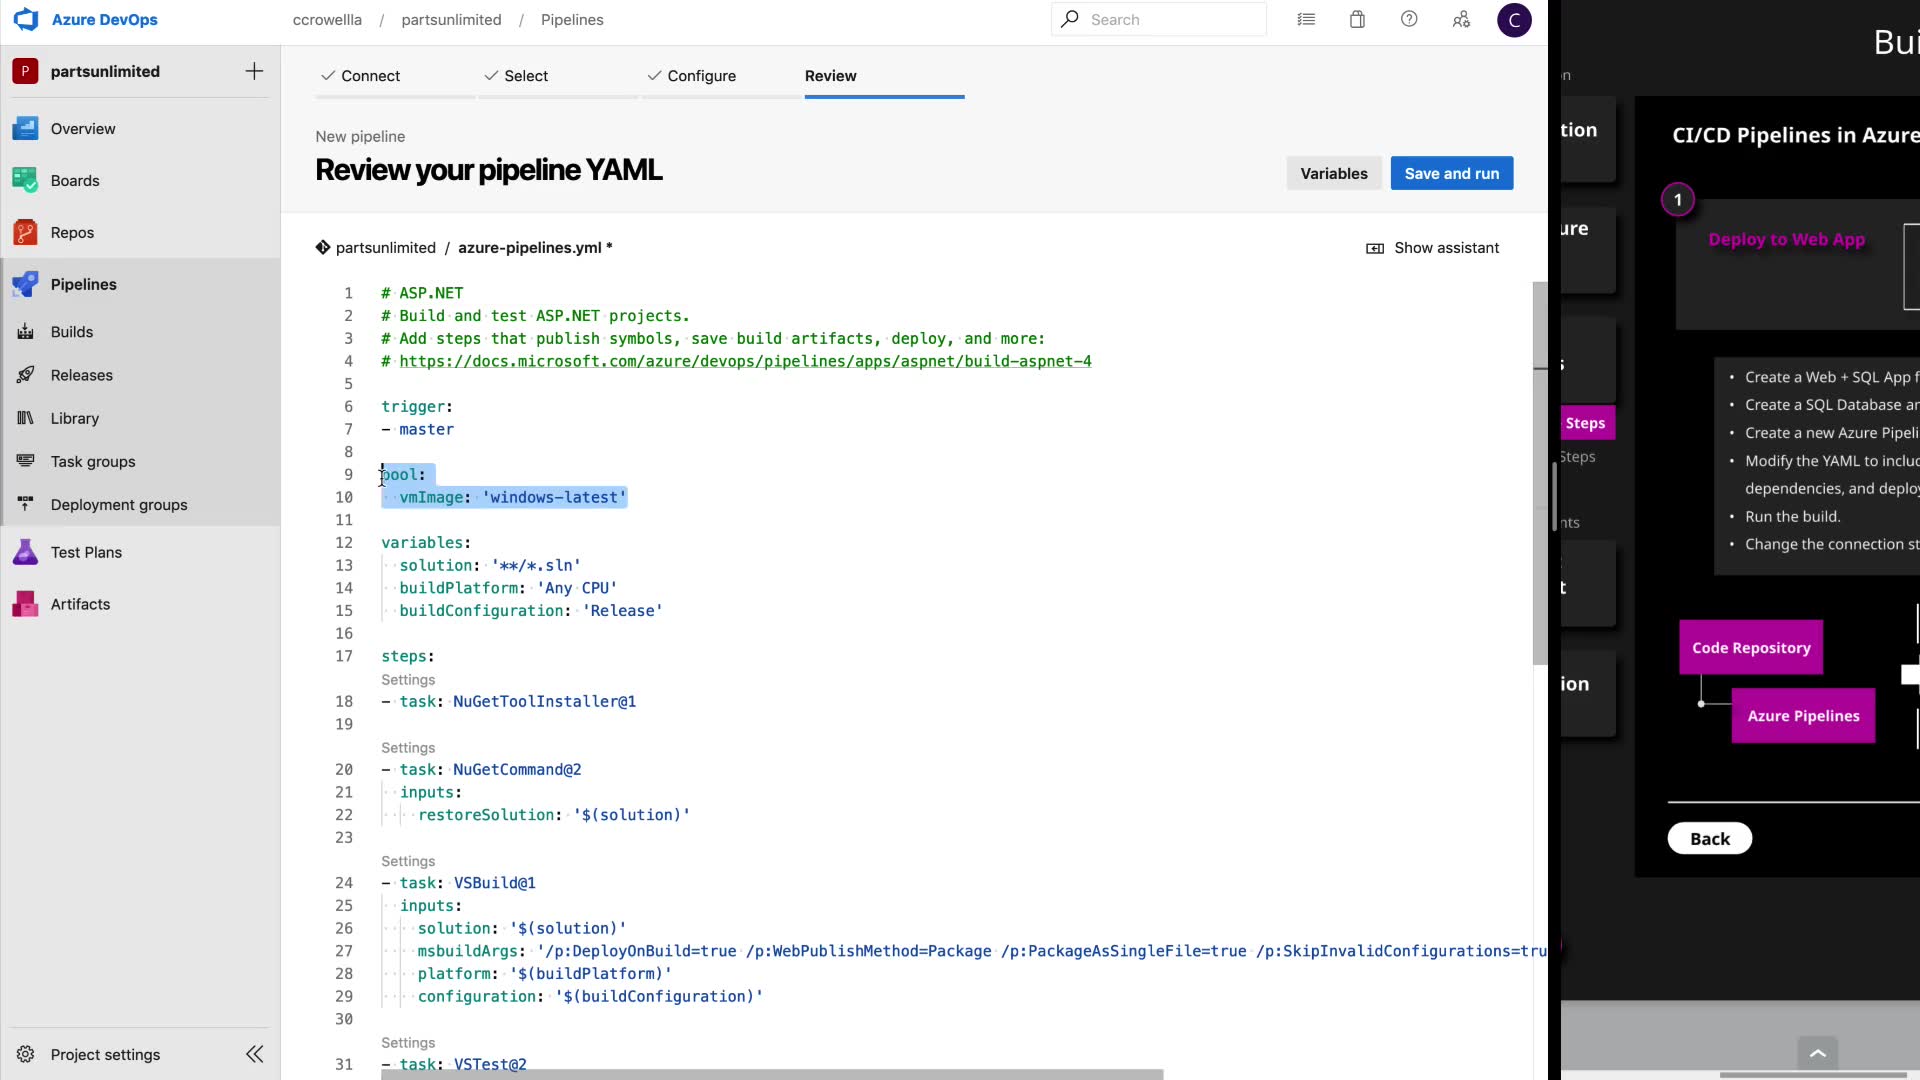 Azure DevOps
ccrowellla / partsunlimited / Pipelines
Search
C
P partsunlimited
Overview
Boards
Repos
Pipelines
Builds
Releases
Library
Task groups
Deployment groups
Test Plans
Artifacts
Project settings
Connect
Select
Configure
Review
New pipeline
Review your pipeline YAML
Variables
Save and run
partsunlimited / azure-pipelines.yml *
Show assistant
1 # ASP.NET
2 # Build and test ASP.NET projects.
3 # Add steps that publish symbols, save build artifacts, deploy, and more:
4 # https://docs.microsoft.com/azure/devops/pipelines/apps/aspnet/build-aspnet-4
5
6 trigger:
7 - master
8
9 pool:
10 vmImage: 'windows-latest'
11
12 variables:
13 solution: '**/*.sln'
14 buildPlatform: 'Any CPU'
15 buildConfiguration: 'Release'
16
17 steps:
Settings
18 - task: NuGetToolInstaller@1
19
Settings
20 - task: NuGetCommand@2
21 inputs:
22 restoreSolution: '$(solution)'
23
Settings
24 - task: VSBuild@1
25 inputs:
26 solution: '$(solution)'
27 msbuildArgs: '/p:DeployOnBuild=true /p:WebPublishMethod=Package /p:PackageAsSingleFile=true /p:SkipInvalidConfigurations=tru
28 platform: '$(buildPlatform)'
29 configuration: '$(buildConfiguration)'
30
Settings
31 - task: VSTest@2
Bui
n
tion
ure
s
Steps
Steps
nts
t
ion
CI/CD Pipelines in Azure
1
Deploy to Web App
• Create a Web + SQL App f
• Create a SQL Database an
• Create a new Azure Pipeli
• Modify the YAML to includ
dependencies, and deploy
• Run the build.
• Change the connection st
Code Repository
Azure Pipelines
Back